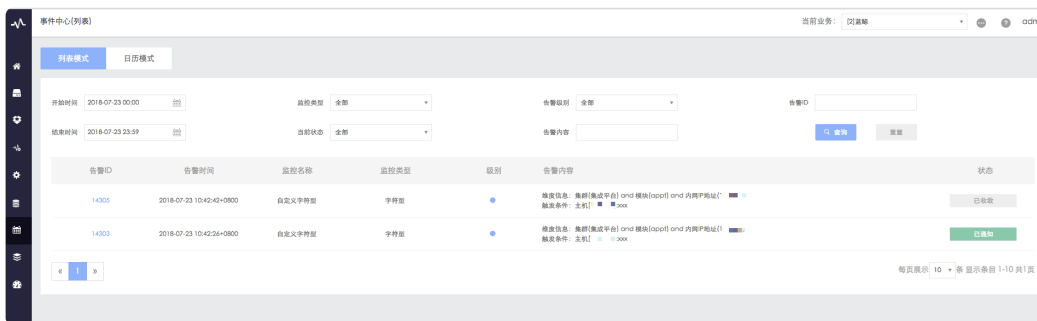 事件中心(列表)
当前业务： [2]蓝鲸
adm
列表模式 日历模式
开始时间 2018-07-23 00:00 监控类型 全部 告警级别 全部 告警ID
结束时间 2018-07-23 23:59 当前状态 全部 告警内容 查询 重置
告警ID 告警时间 监控名称 监控类型 级别 告警内容 状态
14305 2018-07-23 10:42:42+0800 自定义字符型 字符型 维度信息：集群(集成平台) and 模块(appt) and 内网IP地址( 已收敛
触发条件：主机[ xxx
14303 2018-07-23 10:42:26+0800 自定义字符型 字符型 维度信息：集群(集成平台) and 模块(appt) and 内网IP地址(1 已通知
触发条件：主机[ xxx
« 1 » 每页展示 10 条 显示条目 1-10 共1页